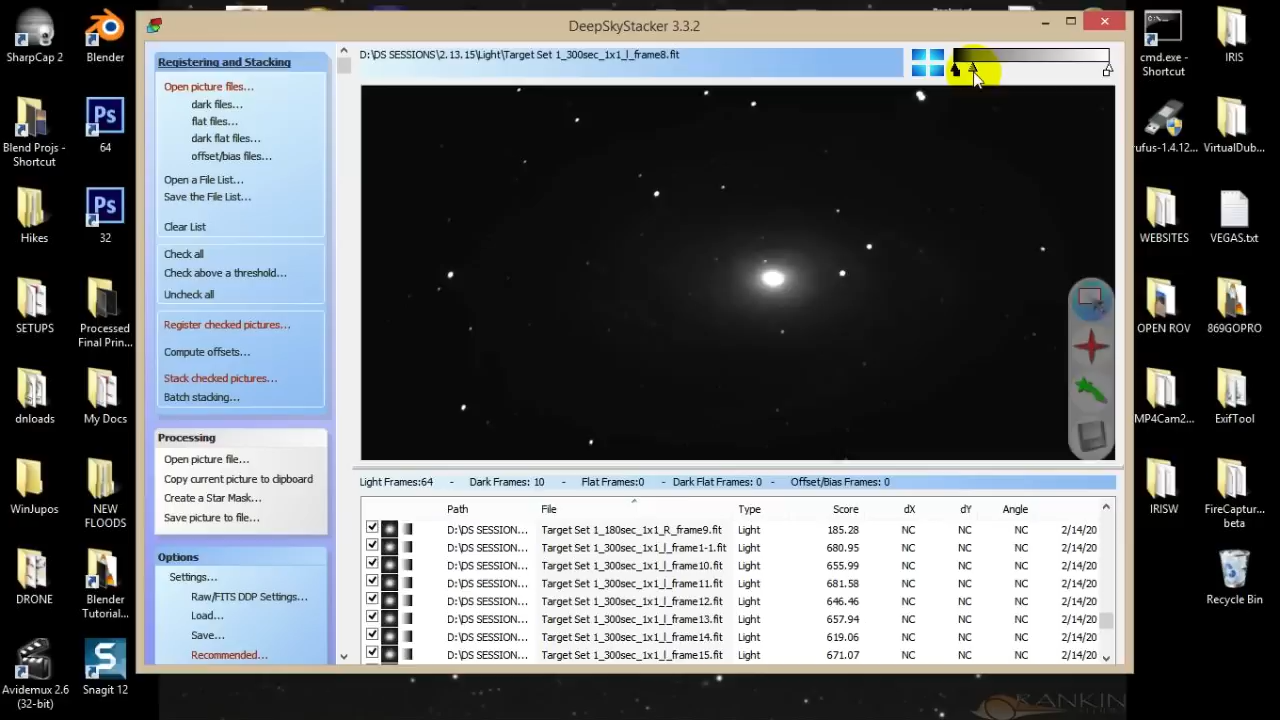 DeepSkyStacker 3.3.2
SharpCap 2
Blender
Blend Projs -
Shortcut
64
Hikes
32
SETUPS
Processed
Final Prin...
dnloads
My Docs
WinJupos
NEW
FLOODS
DRONE
Blender
Tutorial...
Avidemux 2.6
(32-bit)
Snagit 12
Registering and Stacking
Open picture files...
dark files...
flat files...
dark flat files...
offset/bias files...
Open a File List...
Save the File List...
Clear List
Check all
Check above a threshold...
Uncheck all
Register checked pictures...
Compute offsets...
Stack checked pictures...
Batch stacking...
Processing
Open picture file...
Copy current picture to clipboard
Create a Star Mask...
Save picture to file...
Options
Settings...
Raw/FITS DDP Settings...
Load...
Save...
Recommended...
D:\DS SESSIONS\2.13.15\Light\Target Set 1_300sec_1x1_l_frame8.fit
Light Frames:64 - Dark Frames: 10 - Flat Frames:0 - Dark Flat Frames: 0 - Offset/Bias Frames: 0
Path File Type Score dX dY Angle
D:\DS SESSION... Target Set 1_180sec_1x1_R_frame9.fit Light 185.28 NC NC NC 2/14/20
D:\DS SESSION... Target Set 1_300sec_1x1_l_frame1-1.fit Light 680.95 NC NC NC 2/14/20
D:\DS SESSION... Target Set 1_300sec_1x1_l_frame10.fit Light 655.99 NC NC NC 2/14/20
D:\DS SESSION... Target Set 1_300sec_1x1_l_frame11.fit Light 681.58 NC NC NC 2/14/20
D:\DS SESSION... Target Set 1_300sec_1x1_l_frame12.fit Light 646.46 NC NC NC 2/14/20
D:\DS SESSION... Target Set 1_300sec_1x1_l_frame13.fit Light 657.94 NC NC NC 2/14/20
D:\DS SESSION... Target Set 1_300sec_1x1_l_frame14.fit Light 619.06 NC NC NC 2/14/20
D:\DS SESSION... Target Set 1_300sec_1x1_l_frame15.fit Light 671.07 NC NC NC 2/14/20
cmd.exe -
Shortcut
IRIS
rufus-1.4.12...
VirtualDub...
WEBSITES
VEGAS.txt
OPEN ROV
869GOPRO
MP4Cam2...
ExifTool
IRISW
FireCaptur...
beta
Recycle Bin
RANKIN